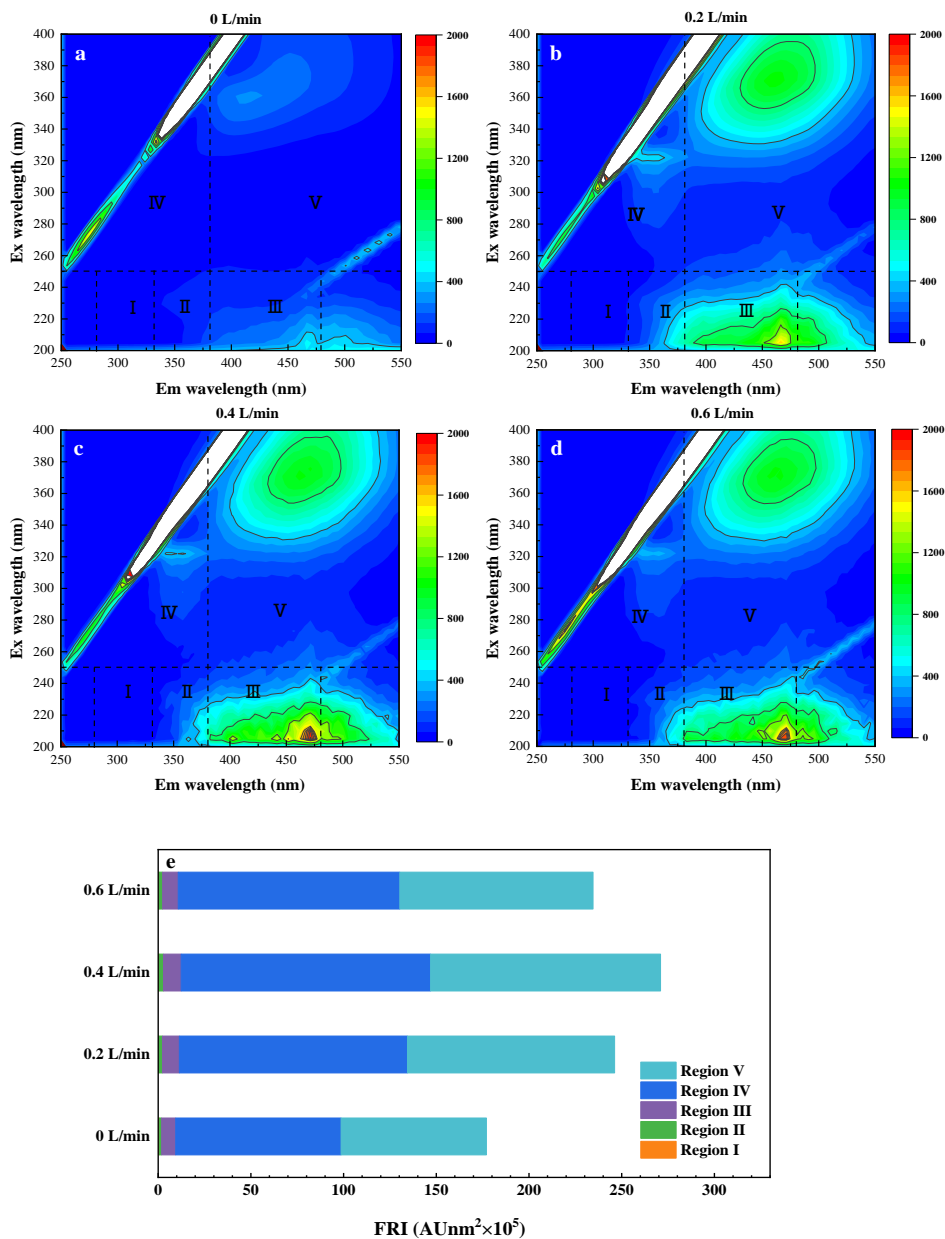 0 L/min
0.2 L/min
400
380
360
340
320
300
280
260
240
220
200
Ex wavelength (nm)
a
Ⅳ
Ⅴ
Ⅰ
Ⅱ
Ⅲ
250 300 350 400 450 500 550
Em wavelength (nm)
2000
1600
1200
800
400
0
400
380
360
340
320
300
280
260
240
220
200
Ex wavelength (nm)
b
Ⅳ
Ⅴ
Ⅰ
Ⅱ
Ⅲ
250 300 350 400 450 500 550
Em wavelength (nm)
2000
1600
1200
800
400
0
0.4 L/min
0.6 L/min
400
380
360
340
320
300
280
260
240
220
200
Ex wavelength (nm)
c
Ⅳ
Ⅴ
Ⅰ
Ⅱ
Ⅲ
250 300 350 400 450 500 550
Em wavelength (nm)
2000
1600
1200
800
400
0
400
380
360
340
320
300
280
260
240
220
200
Ex wavelength (nm)
d
Ⅳ
Ⅴ
Ⅰ
Ⅱ
Ⅲ
250 300 350 400 450 500 550
Em wavelength (nm)
2000
1600
1200
800
400
0
e
0.6 L/min
0.4 L/min
0.2 L/min
0 L/min
Region V
Region IV
Region III
Region II
Region I
0 50 100 150 200 250 300
FRI (AUnm²×10⁵)